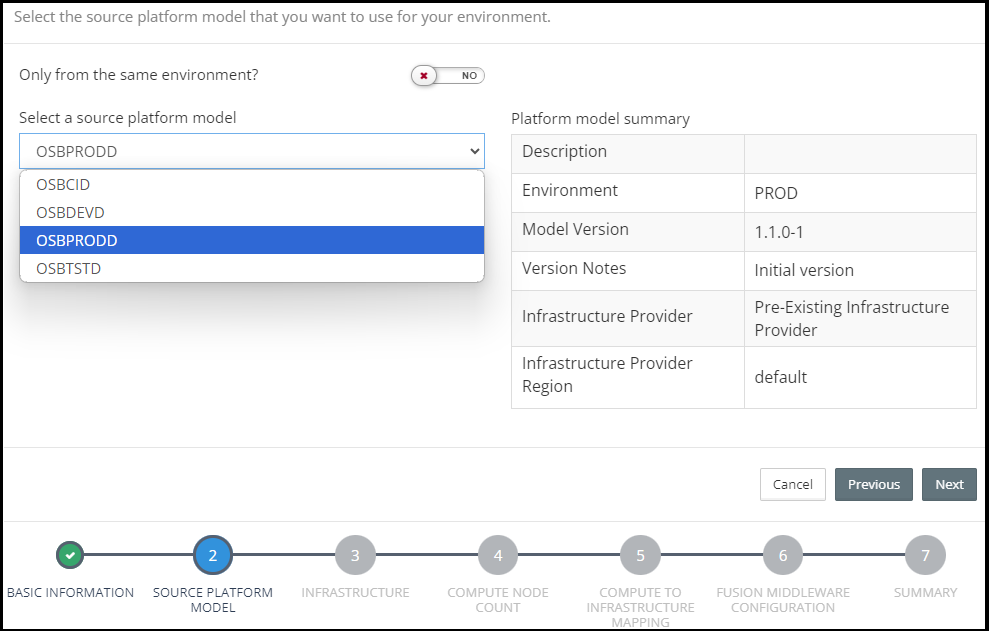 Select the source platform model that you want to use for your environment.
Only from the same environment?
NO
Select a source platform model
OSBPRODD
OSBCID
OSBDEVD
OSBPRODD
OSBTSTD
Platform model summary
Description
Environment
PROD
Model Version
1.1.0-1
Version Notes
Initial version
Infrastructure Provider
Pre-Existing Infrastructure
Provider
Infrastructure Provider
Region
default
Cancel
Previous
Next
BASIC INFORMATION
2
SOURCE PLATFORM
MODEL
3
INFRASTRUCTURE
4
COMPUTE NODE
COUNT
5
COMPUTE TO
INFRASTRUCTURE
MAPPING
6
FUSION MIDDLEWARE
CONFIGURATION
7
SUMMARY